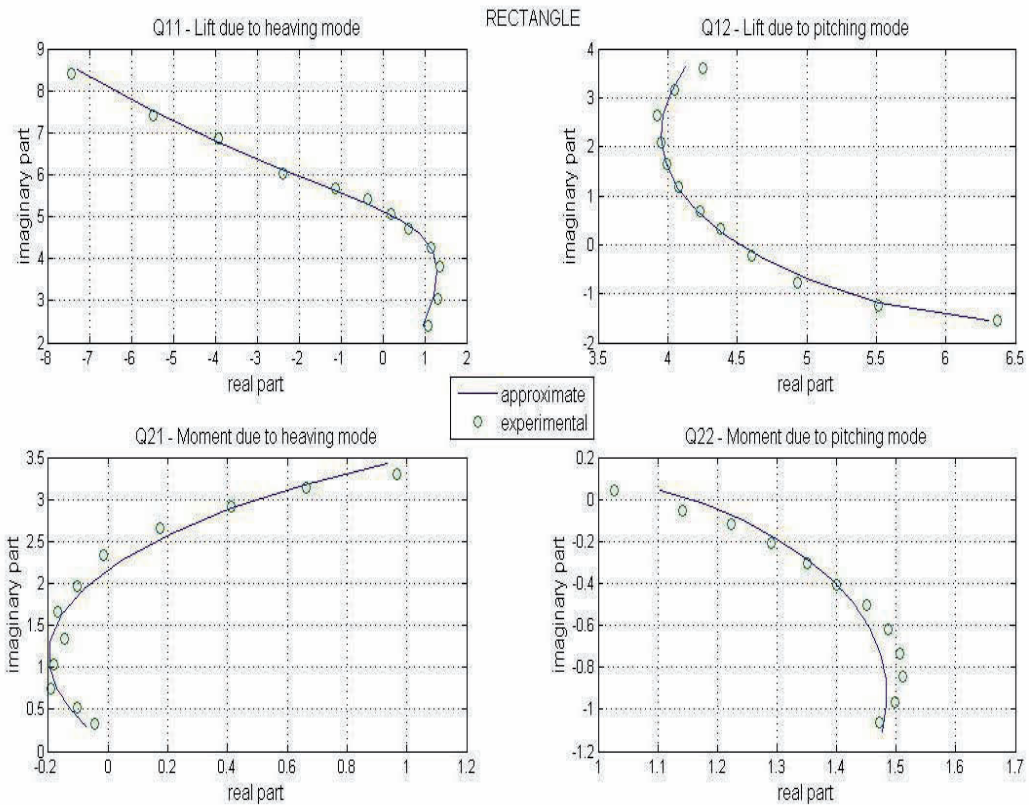 RECTANGLE
Q11 - Lift due to heaving mode
9
8
7
6
5
4
3
2
imaginary part
-8 -7 -6 -5 -4 -3 -2 -1 0 1 2
real part
Q12 - Lift due to pitching mode
4
3
2
1
0
-1
-2
imaginary part
3.5 4 4.5 5 5.5 6 6.5
real part
approximate
experimental
Q21 - Moment due to heaving mode
3.5
3
2.5
2
1.5
1
0.5
0
imaginary part
-0.2 0 0.2 0.4 0.6 0.8 1 1.2
real part
Q22 - Moment due to pitching mode
0.2
0
-0.2
-0.4
-0.6
-0.8
-1
-1.2
imaginary part
1 1.1 1.2 1.3 1.4 1.5 1.6 1.7
real part